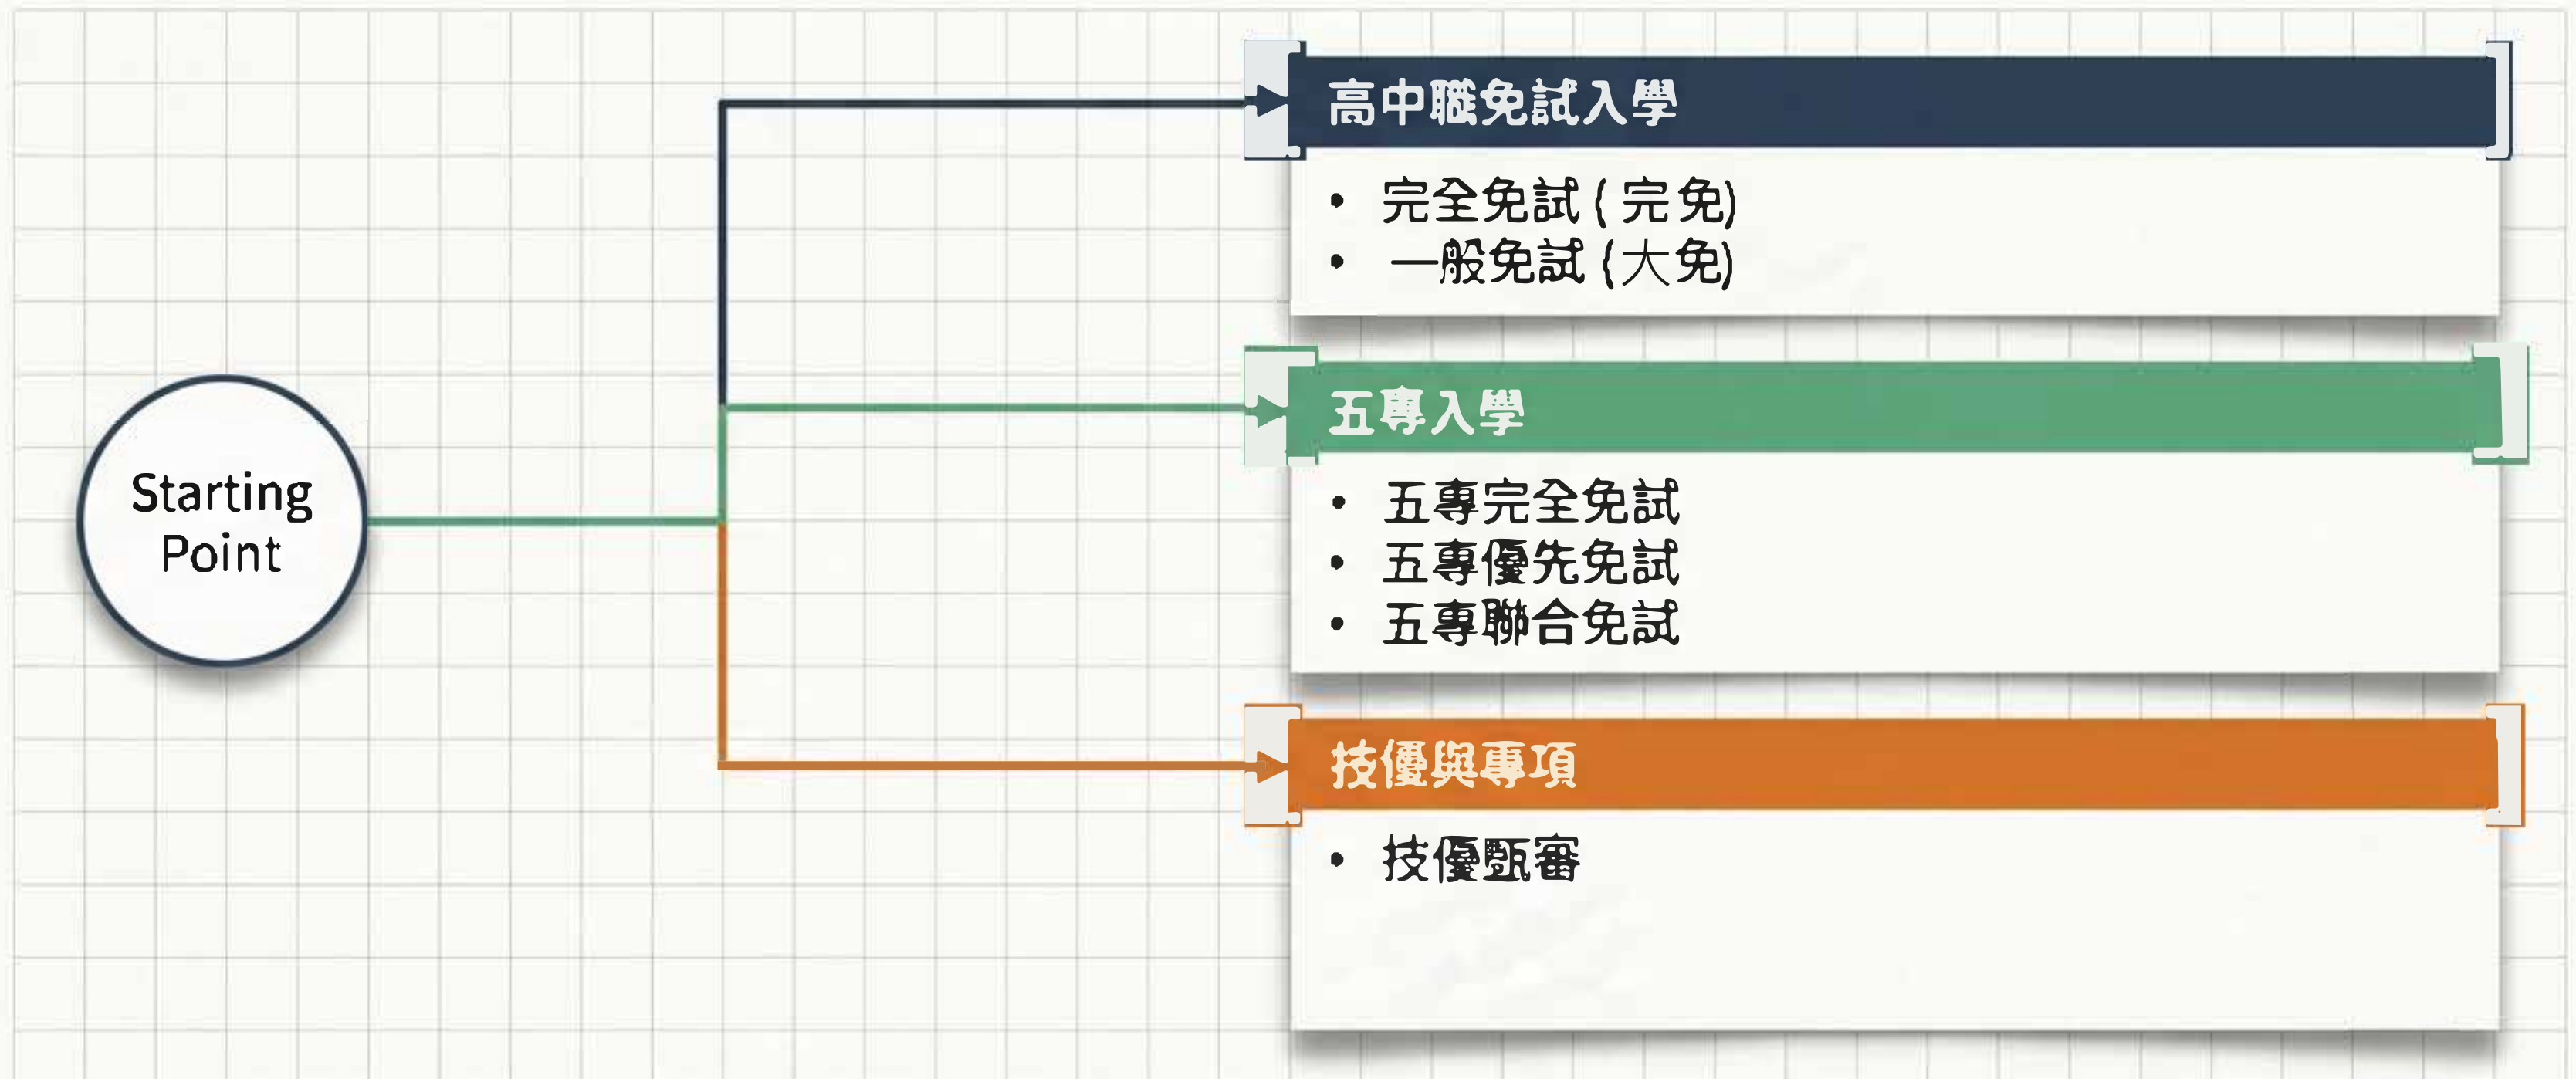 Starting
Point
高中職免試入學
• 完全免試 (完免)
• 一般免試 (大免)
五專入學
• 五專完全免試
• 五專優先免試
• 五專聯合免試
技優與專項
• 技優甄審